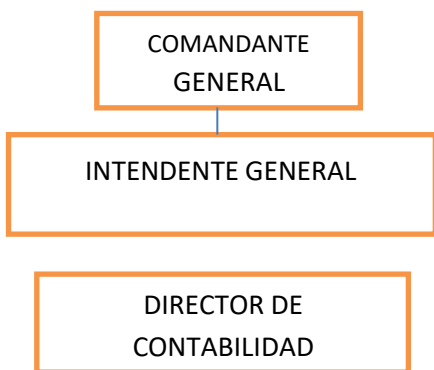 COMANDANTE
GENERAL
INTENDENTE GENERAL
DIRECTOR DE
CONTABILIDAD